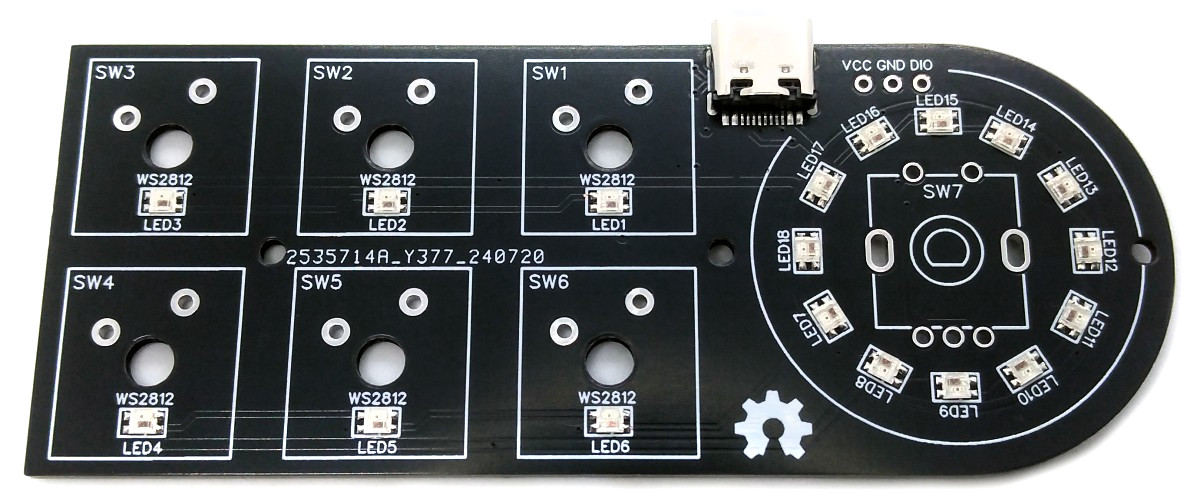 SW3
WS2812
LED3
SW2
WS2812
LED2
SW1
WS2812
LED1
VCC GND DIO
LED15
LED16
LED14
LED17
LED13
SW7
LED18
LED12
2535714A_Y377_240720
SW4
WS2812
LED4
SW5
WS2812
LED5
SW6
WS2812
LED6
LED7
LED11
LED8
LED10
LED9